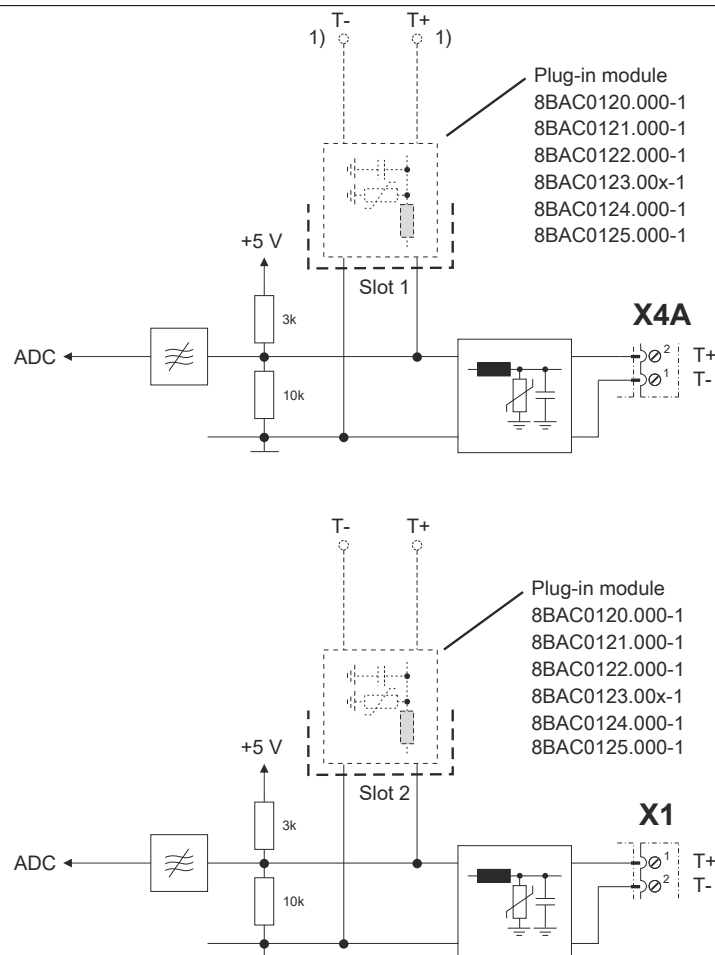 T- T+
1) 1)
Plug-in module
8BAC0120.000-1
8BAC0121.000-1
8BAC0122.000-1
8BAC0123.00x-1
8BAC0124.000-1
8BAC0125.000-1
+5 V
Slot 1
3k
X4A
ADC
2 T+
1 T-
10k
T- T+
Plug-in module
8BAC0120.000-1
8BAC0121.000-1
8BAC0122.000-1
8BAC0123.00x-1
8BAC0124.000-1
8BAC0125.000-1
+5 V
Slot 2
3k
X1
ADC
1 T+
2 T-
10k